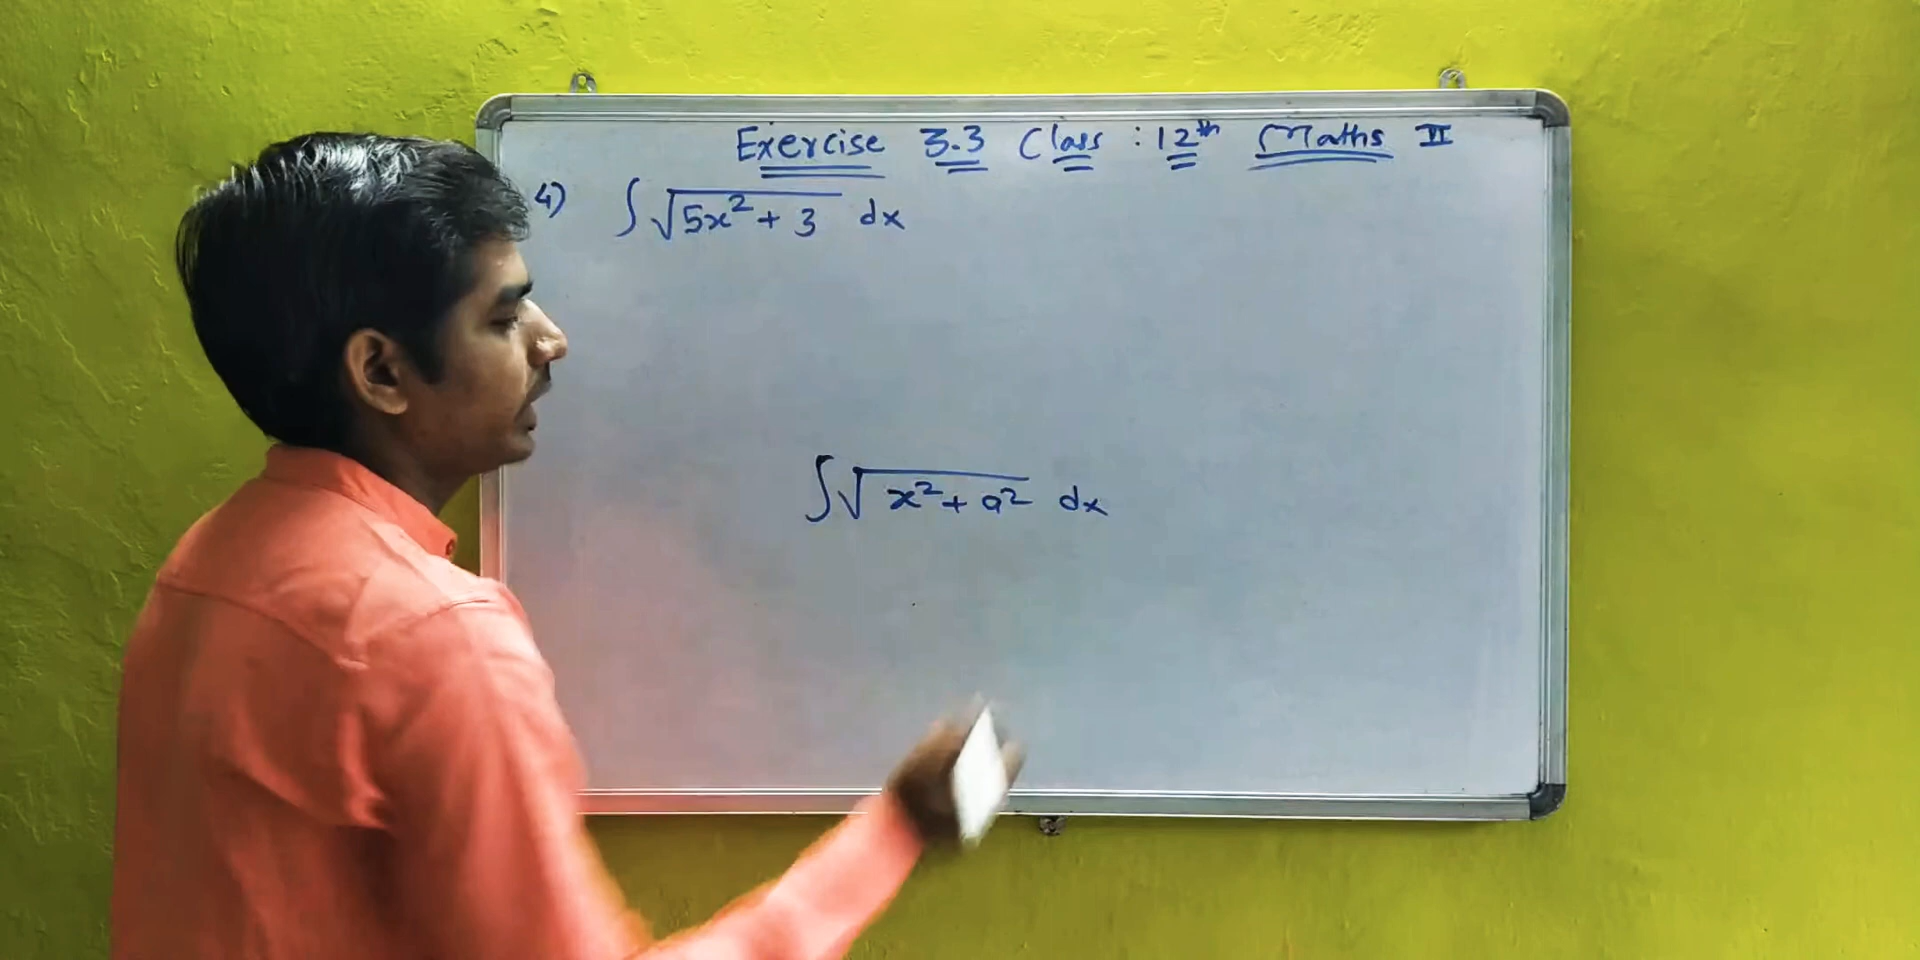 Exercise 3.3 Class : 12th Maths II
4) ∫√5x² + 3 dx
∫√x² + a² dx